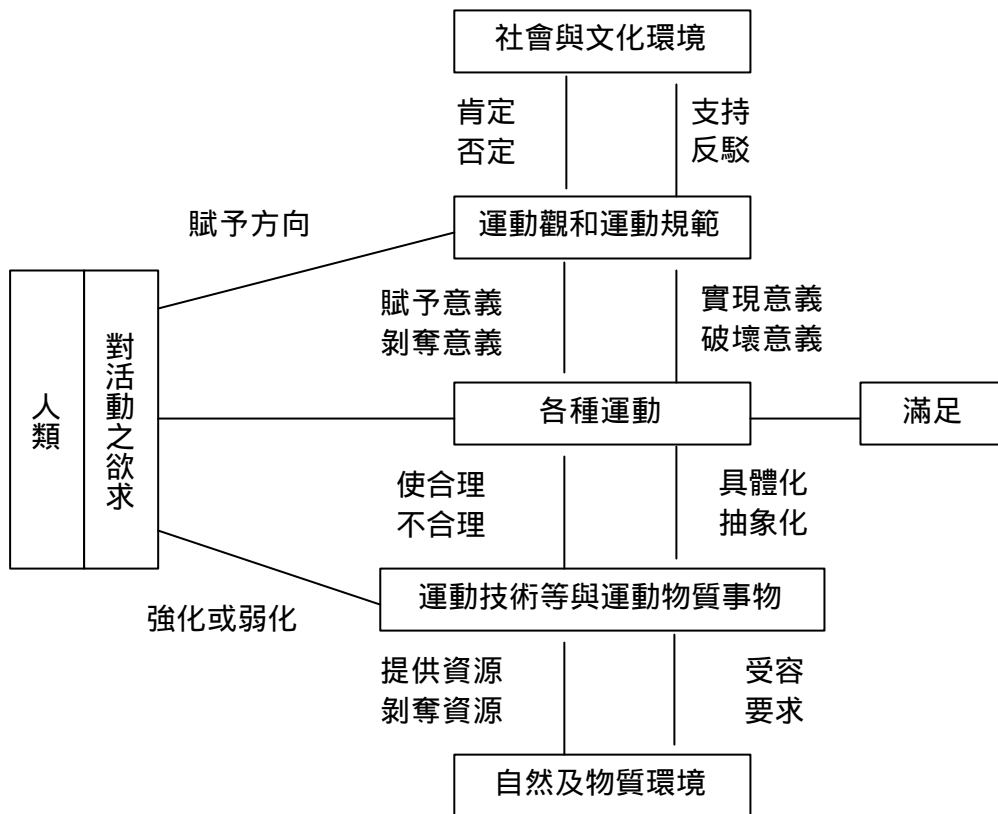 社會與文化環境
肯定
否定
支持
反駁
賦予方向
運動觀和運動規範
賦予意義
剝奪意義
實現意義
破壞意義
人類
對活動之欲求
各種運動
滿足
使合理
不合理
具體化
抽象化
運動技術等與運動物質事物
強化或弱化
提供資源
剝奪資源
受容
要求
自然及物質環境